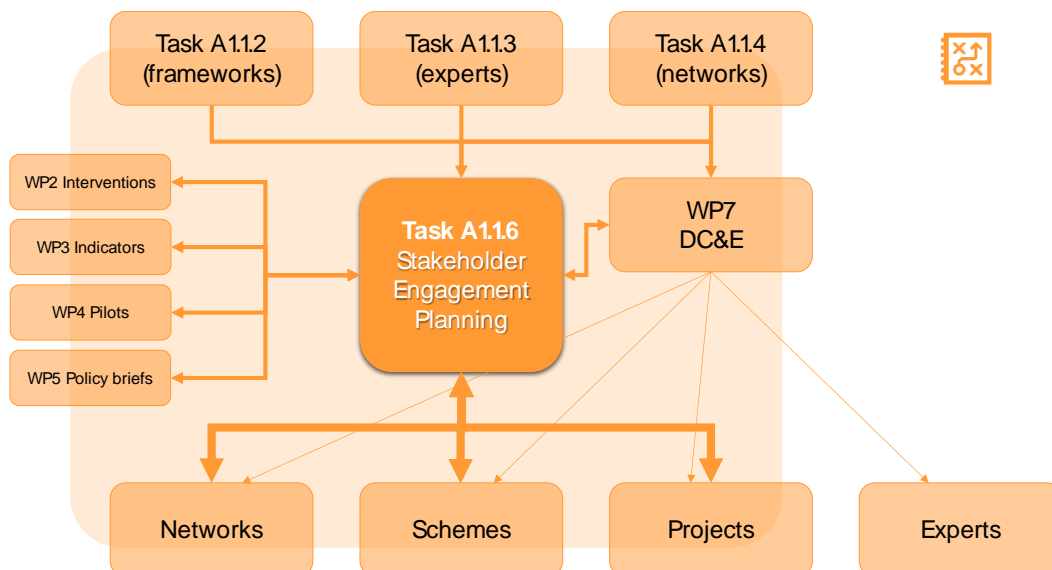 Task A1.1.2
(frameworks)
Task A1.1.3
(experts)
Task A1.1.4
(networks)
WP2 Interventions
WP3 Indicators
WP4 Pilots
WP5 Policy briefs
Task A1.1.6
Stakeholder
Engagement
Planning
WP7
DC&E
Networks
Schemes
Projects
Experts